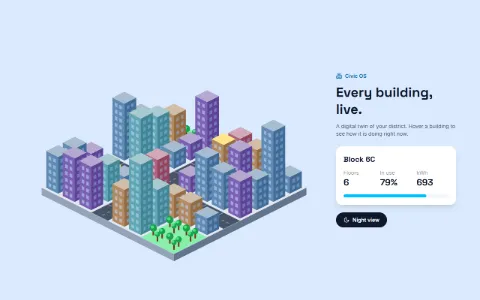 Civic OS
Every building,
live.
A digital twin of your district. Hover a building to
see how it is doing right now.
Block 6C
Floors In use kWh
6 79% 693
Night view